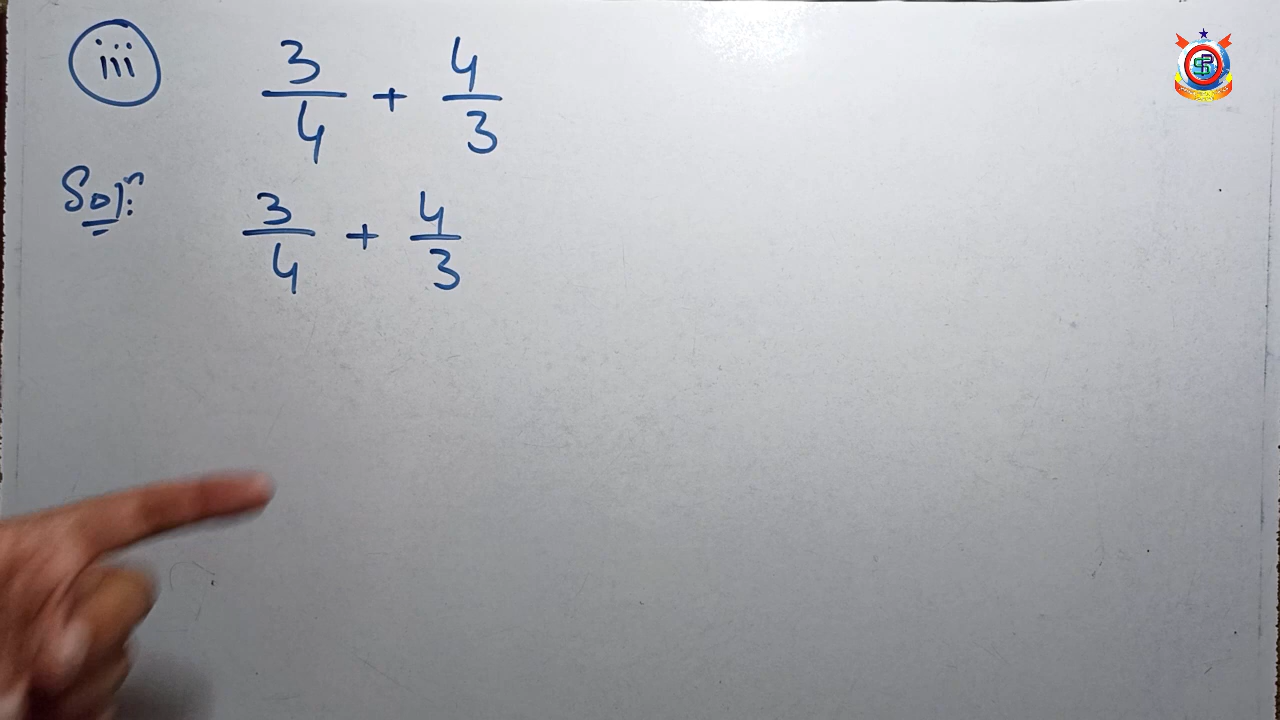 iii 3/4 + 4/3
Solⁿ: 3/4 + 4/3